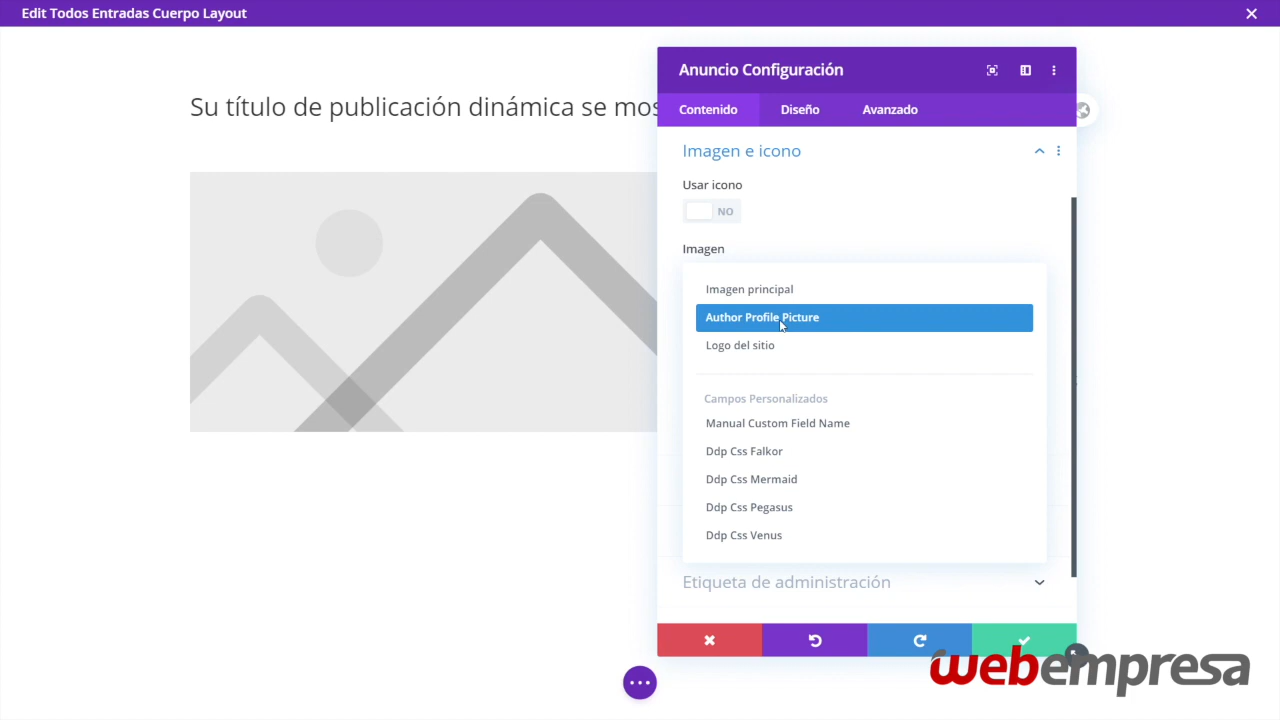 Edit Todos Entradas Cuerpo Layout
Su título de publicación dinámica se mos
Anuncio Configuración
Contenido Diseño Avanzado
Imagen e icono
Usar icono
NO
Imagen
Imagen principal
Author Profile Picture
Logo del sitio
Campos Personalizados
Manual Custom Field Name
Ddp Css Falkor
Ddp Css Mermaid
Ddp Css Pegasus
Ddp Css Venus
Etiqueta de administración
webempresa